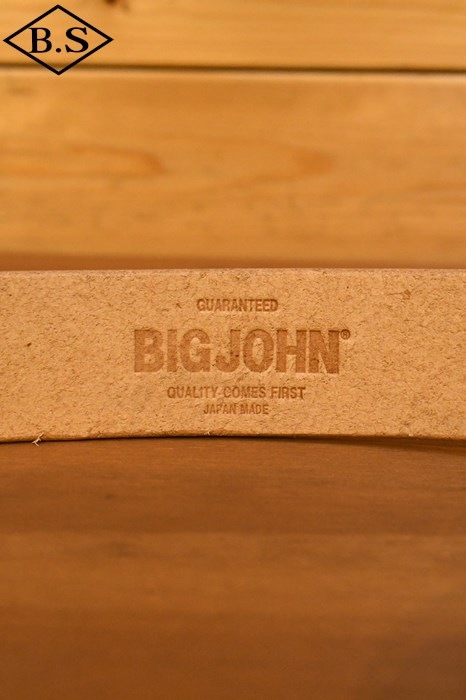 B.S
GUARANTEED
BIG JOHN®
QUALITY COMES FIRST
JAPAN MADE